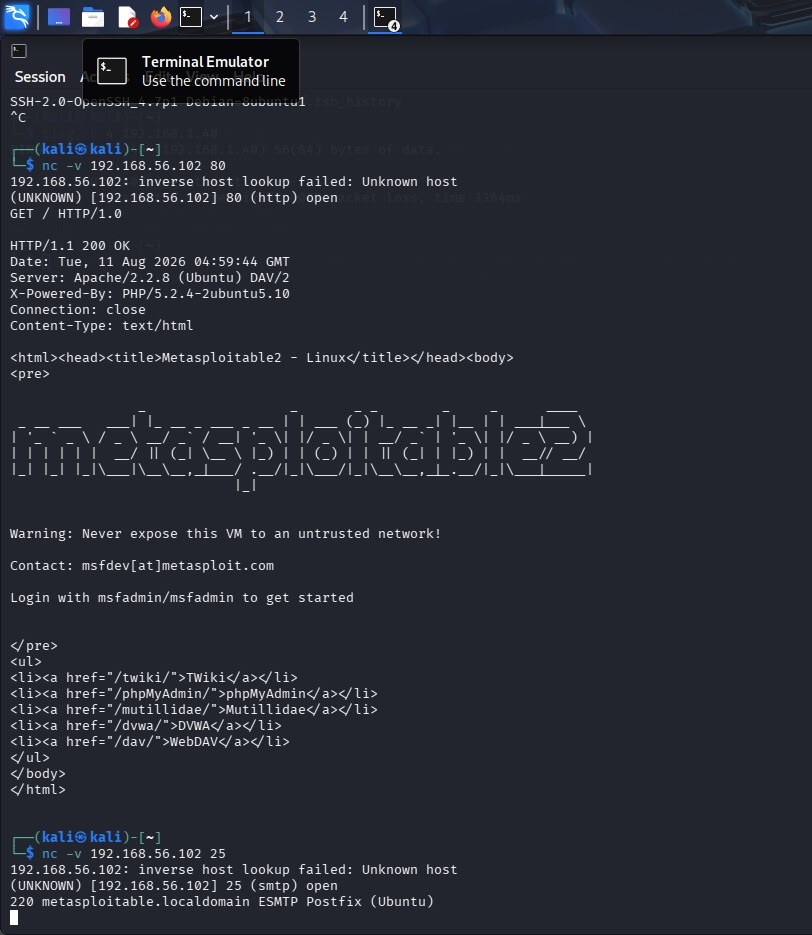 1 2 3 4 4
Terminal Emulator
Use the command line
Session
SSH-2.0-OpenSSH_4.7p1 Debian-8ubuntu1
^C
┌──(kali㉿kali)-[~]
└─$ nc -v 192.168.56.102 80
192.168.56.102: inverse host lookup failed: Unknown host
(UNKNOWN) [192.168.56.102] 80 (http) open
GET / HTTP/1.0
HTTP/1.1 200 OK
Date: Tue, 11 Aug 2026 04:59:44 GMT
Server: Apache/2.2.8 (Ubuntu) DAV/2
X-Powered-By: PHP/5.2.4-2ubuntu5.10
Connection: close
Content-Type: text/html
<html><head><title>Metasploitable2 - Linux</title></head><body>
<pre>
metasploitable2
Warning: Never expose this VM to an untrusted network!
Contact: msfdev[at]metasploit.com
Login with msfadmin/msfadmin to get started
</pre>
<ul>
<li><a href="/twiki/">TWiki</a></li>
<li><a href="/phpMyAdmin/">phpMyAdmin</a></li>
<li><a href="/mutillidae/">Mutillidae</a></li>
<li><a href="/dvwa/">DVWA</a></li>
<li><a href="/dav/">WebDAV</a></li>
</ul>
</body>
</html>
┌──(kali㉿kali)-[~]
└─$ nc -v 192.168.56.102 25
192.168.56.102: inverse host lookup failed: Unknown host
(UNKNOWN) [192.168.56.102] 25 (smtp) open
220 metasploitable.localdomain ESMTP Postfix (Ubuntu)